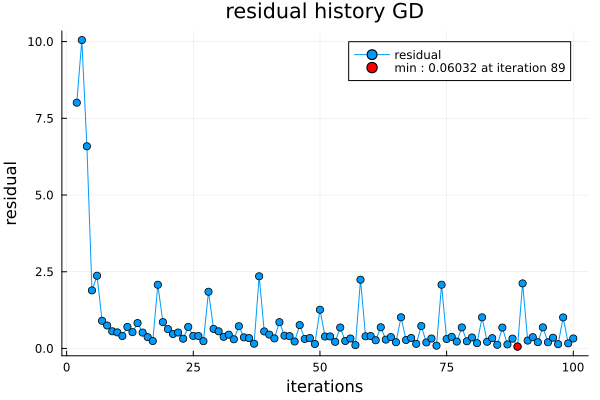 residual history GD
residual
min : 0.06032 at iteration 89
10.0
7.5
5.0
2.5
0.0
residual
0
25
50
75
100
iterations